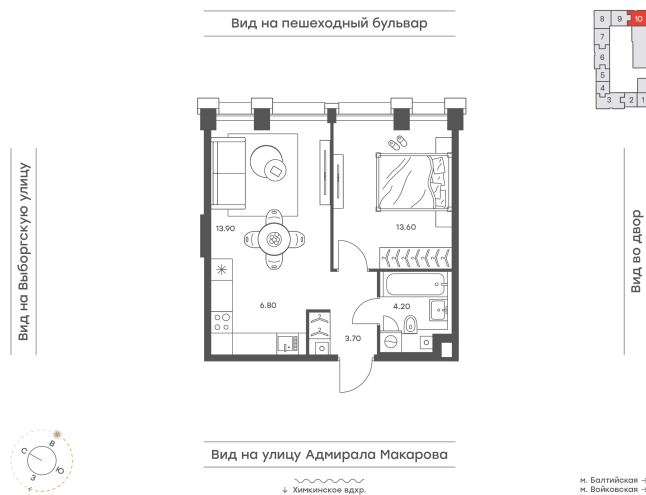 Вид на пешеходный бульвар
8 9 10
7
6
5
4
3 2 1
Вид на Выборгскую улицу
Вид во двор
13.90
13.60
6.80
4.20
3.70
2
2
Вид на улицу Адмирала Макарова
↓ Химкинское вдхр.
С В
З Ю
м. Балтийская →
м. Войковская →